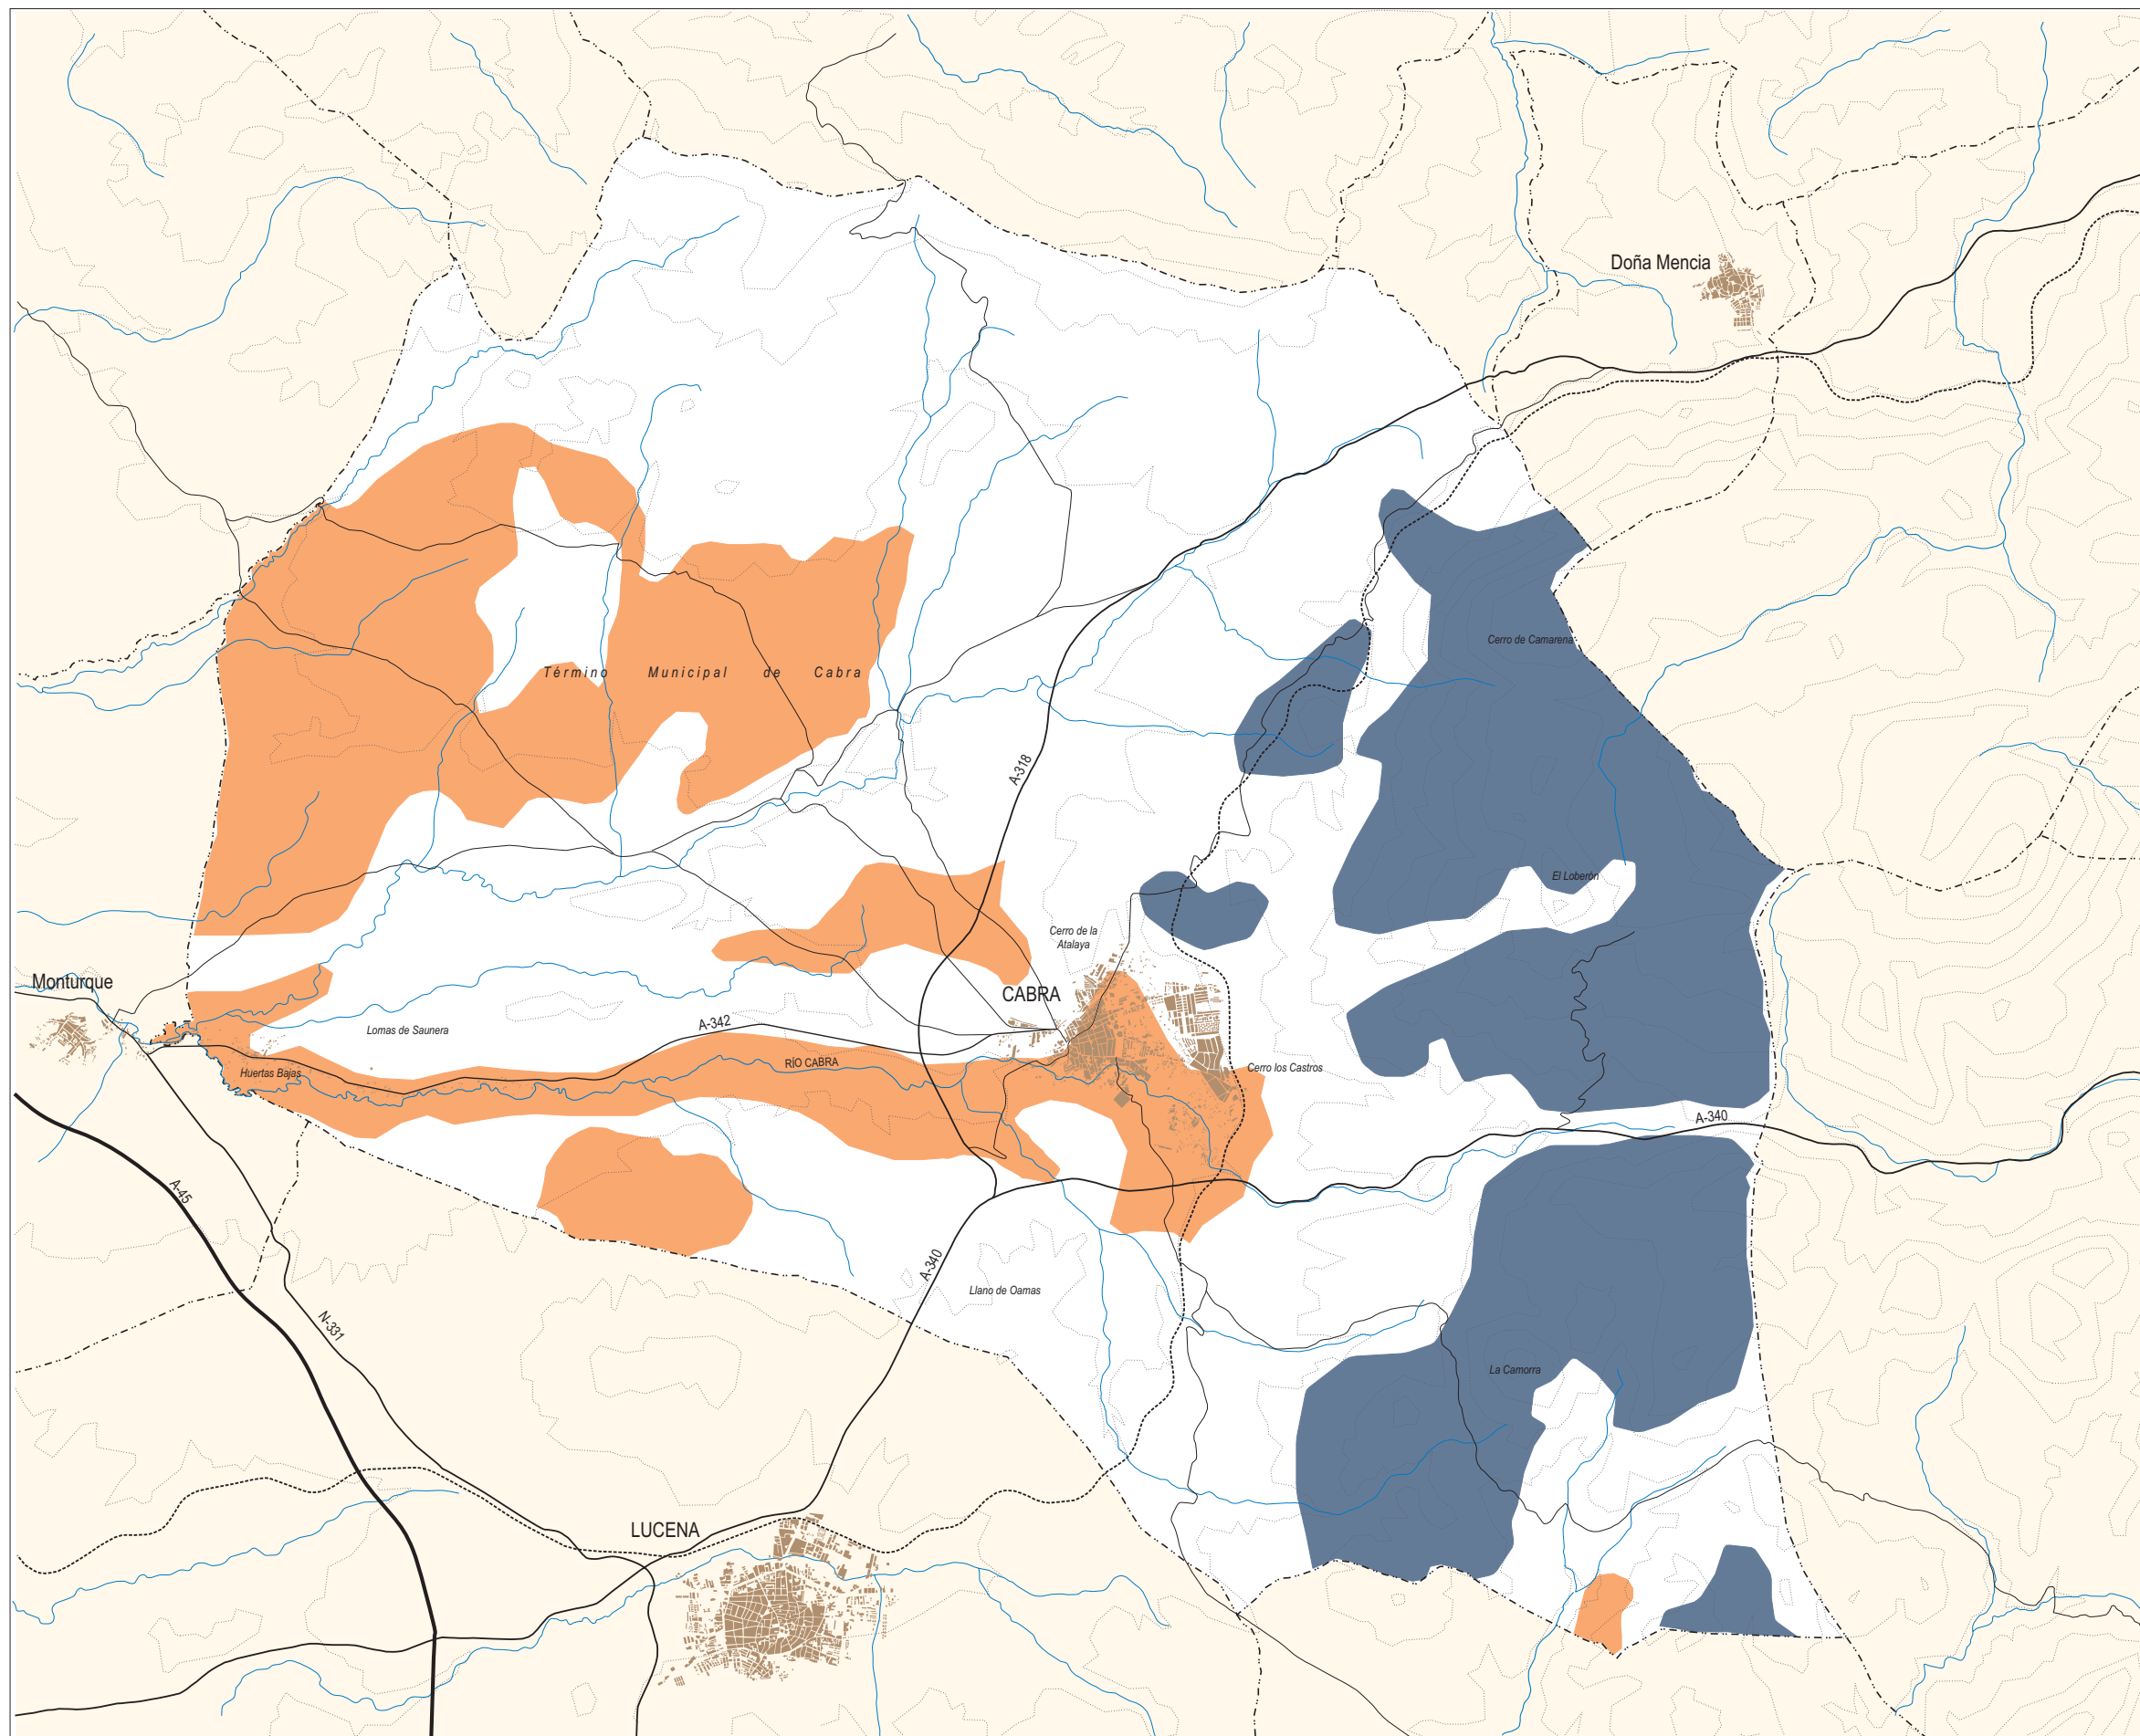 Doña Mencia
Cerro de Camarena
Término Municipal de Cabra
A-318
El Loberón
Cerro de la
Atalaya
Monturque
CABRA
A-342
Lomas de Saunera
RÍO CABRA
Huertas Bajas
Cerro los Castros
A-340
A-45
A-340
Llano de Oamas
N-331
La Camorra
LUCENA